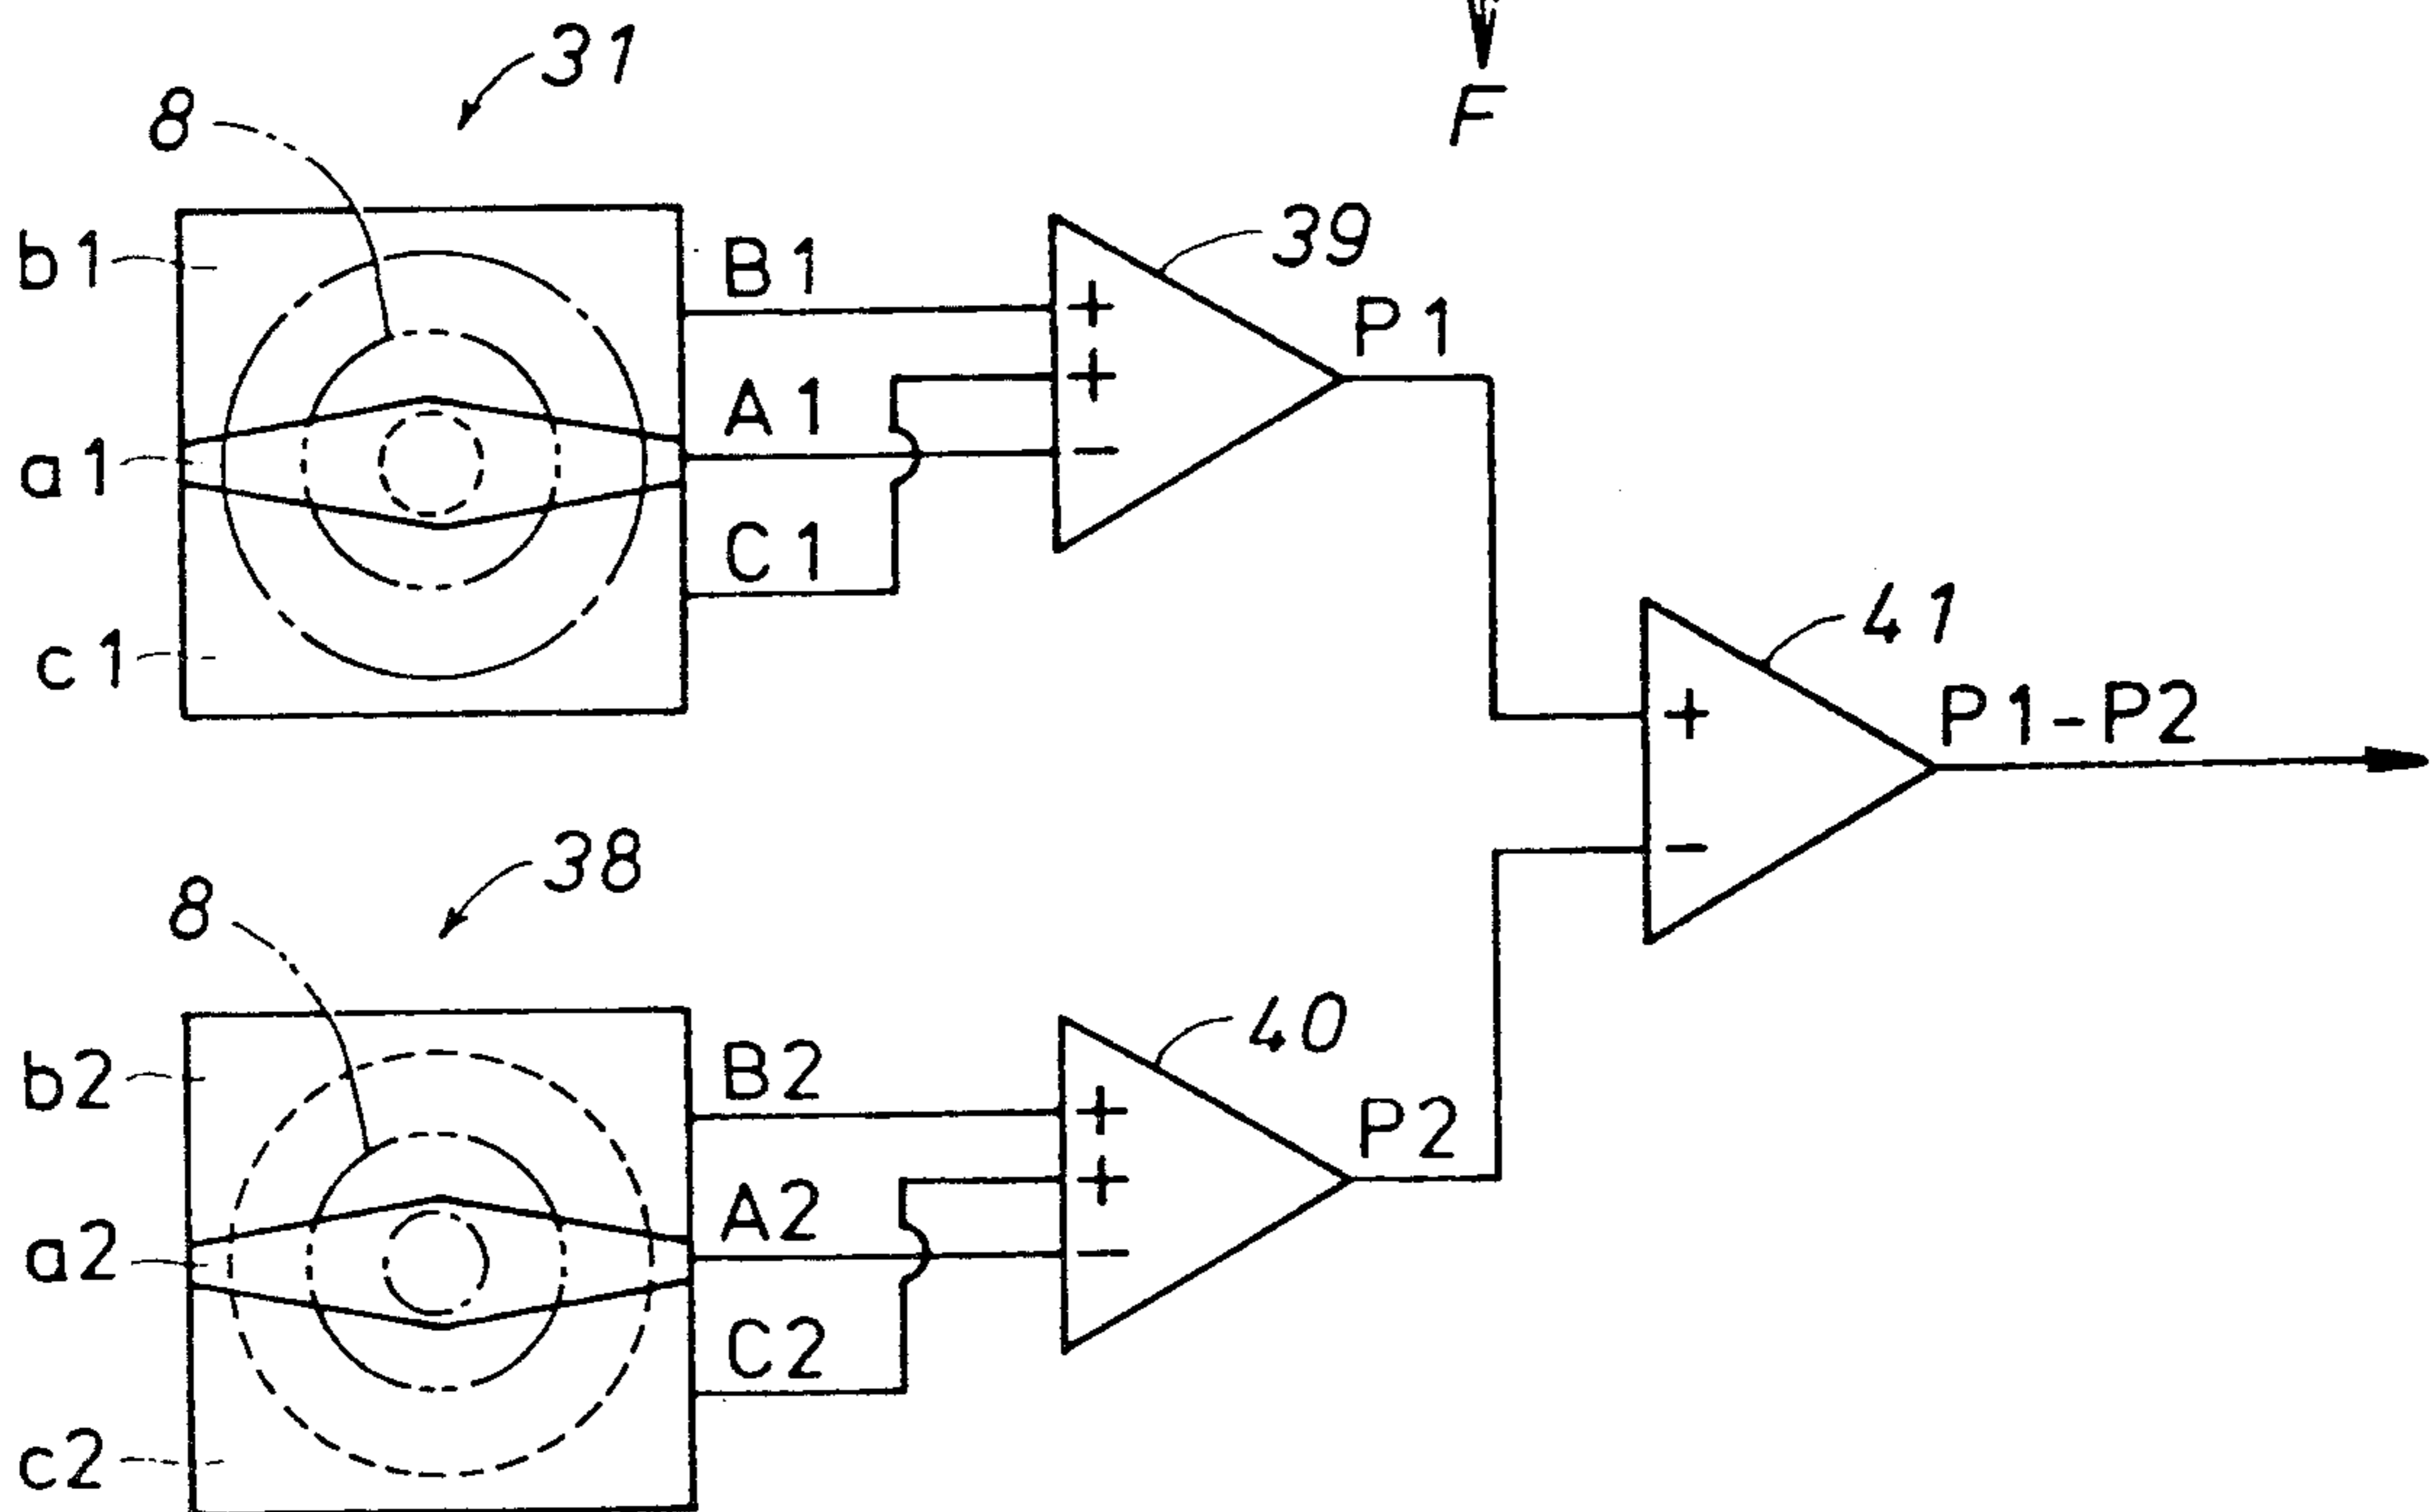 F
31
8
b1
B1
+
39
P1
A1
+
a1
−
C1
c1
41
+
P1-P2
−
38
8
b2
B2
+
40
P2
A2
+
a2
−
C2
c2